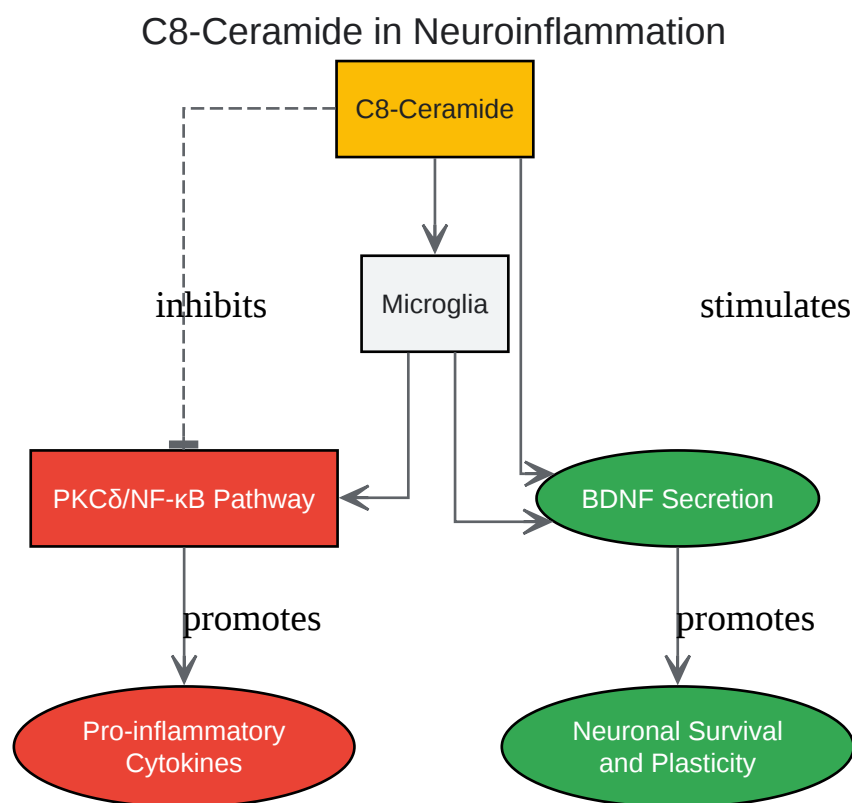 C8-Ceramide in Neuroinflammation
C8-Ceramide
inhibits
Microglia
stimulates
PKCδ/NF-κB Pathway
BDNF Secretion
promotes
promotes
Pro-inflammatory
Cytokines
Neuronal Survival
and Plasticity